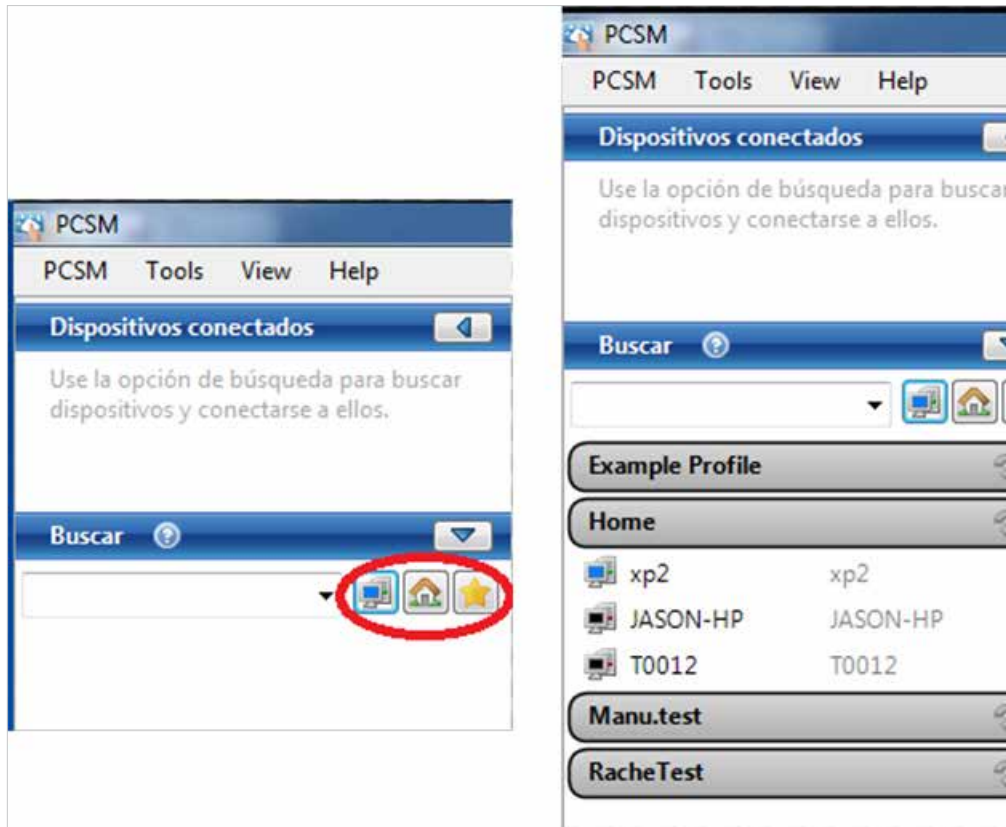 PCSM
PCSM Tools View Help
Dispositivos conectados
Use la opción de búsqueda para buscar
dispositivos y conectarse a ellos.
Buscar ?
PCSM
PCSM Tools View Help
Dispositivos conectados
Use la opción de búsqueda para buscar
dispositivos y conectarse a ellos.
Buscar ?
Example Profile
Home
xp2 xp2
JASON-HP JASON-HP
T0012 T0012
Manu.test
RacheTest